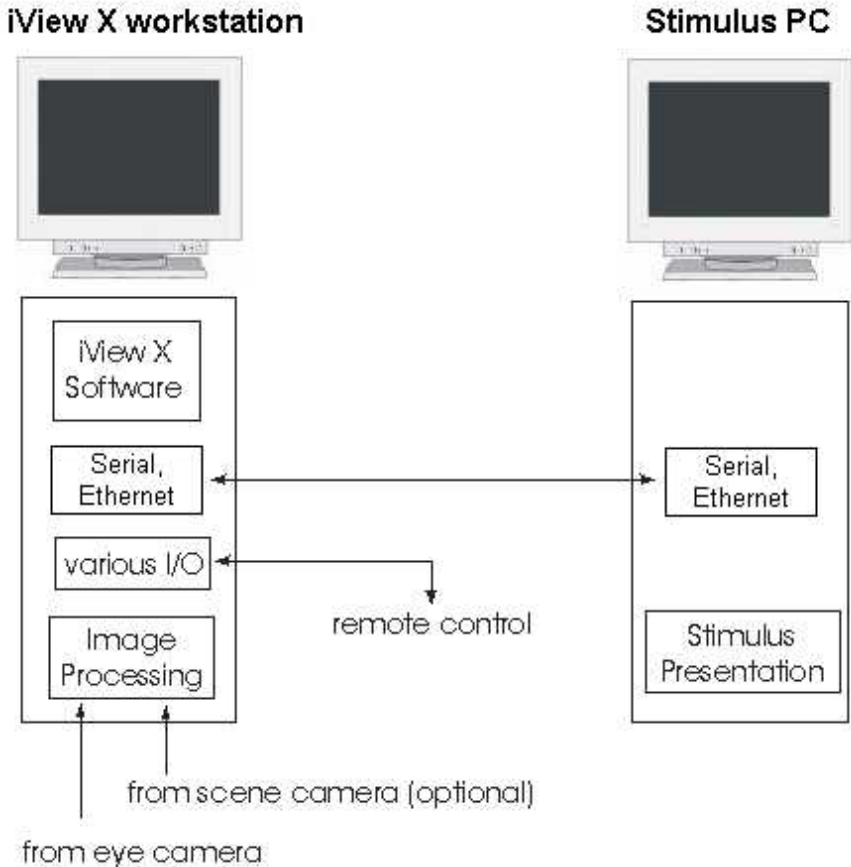 iView X workstation
Stimulus PC
iView X
Software
Serial,
Ethernet
Serial,
Ethernet
various I/O
remote control
Image
Processing
Stimulus
Presentation
from scene camera (optional)
from eye camera